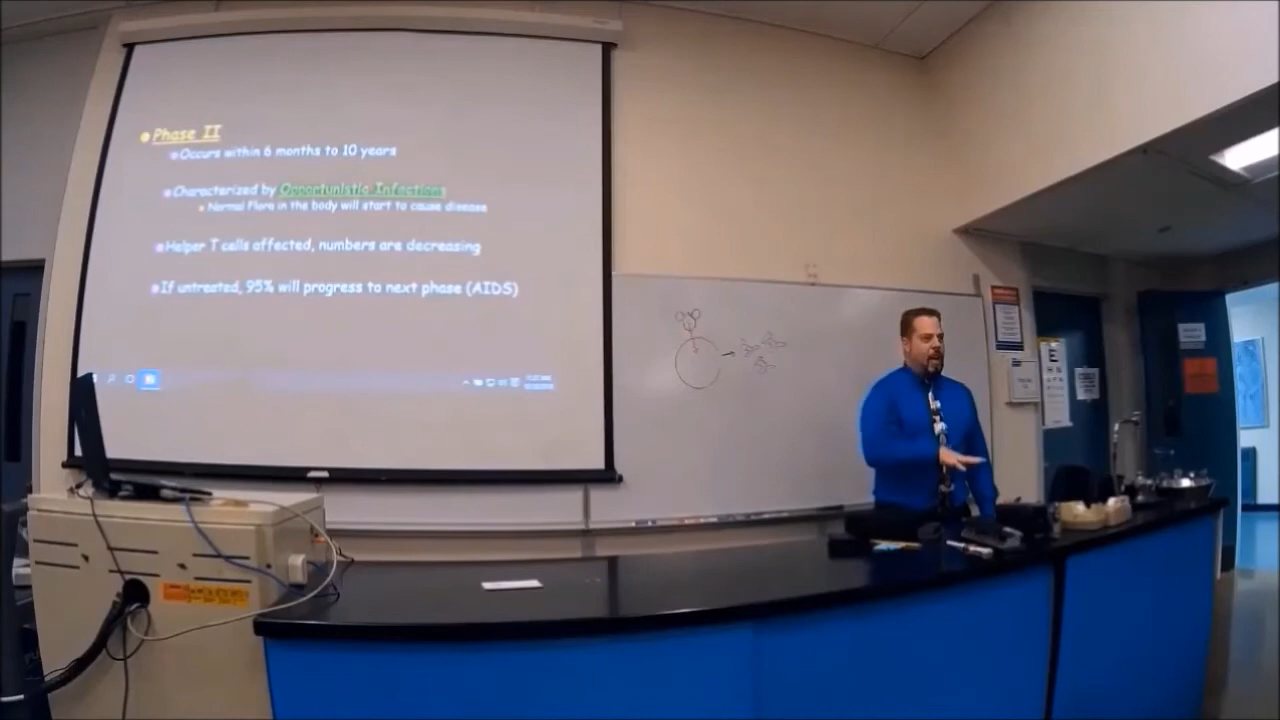 Phase II
Occurs within 6 months to 10 years
Characterized by Opportunistic Infections
Normal Flora in the body will start to cause disease
Helper T cells affected, numbers are decreasing
If untreated, 95% will progress to next phase (AIDS)